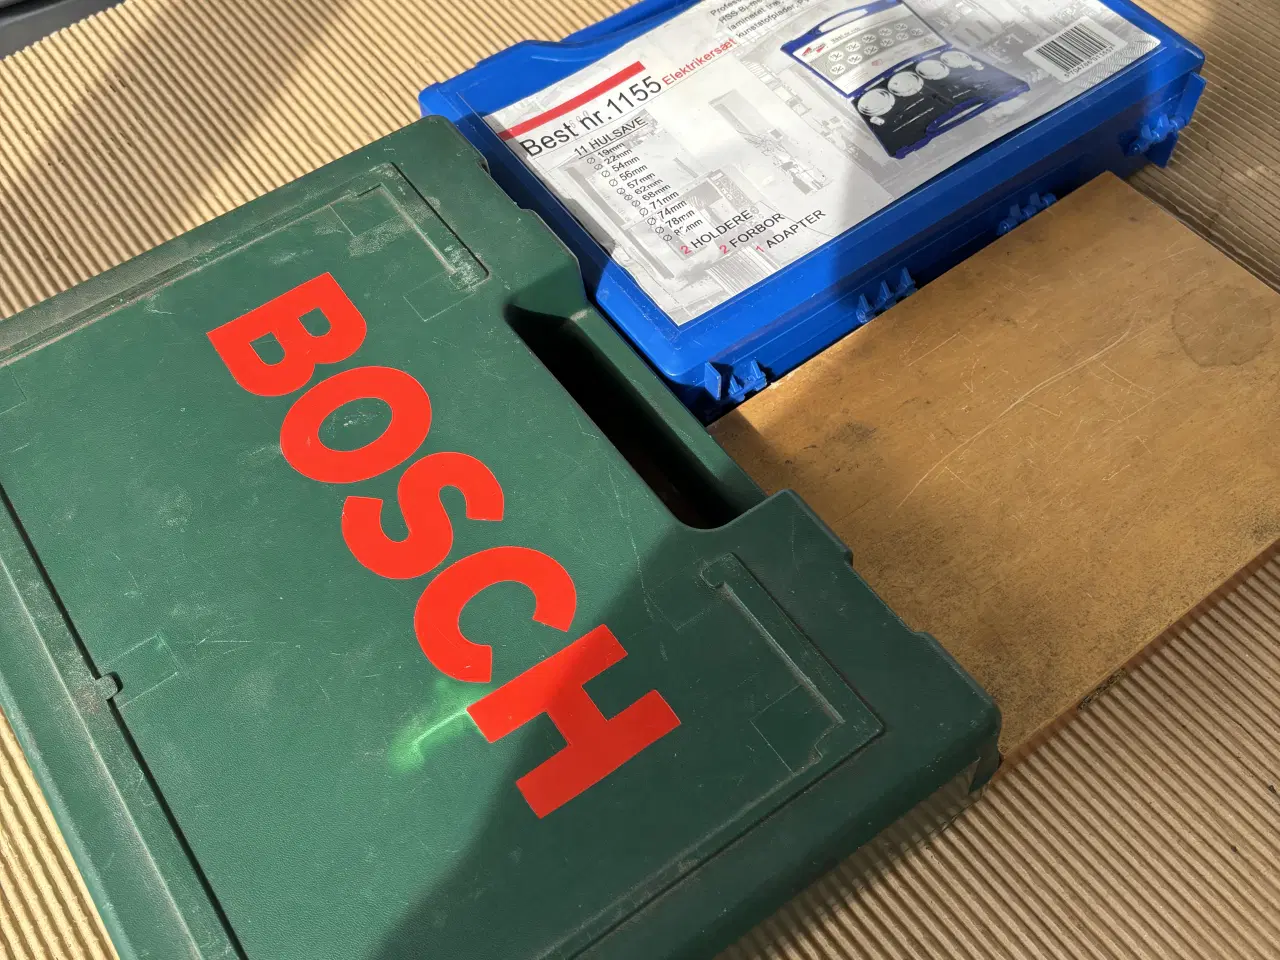 BOSCH
Best nr.1155 Elektrikersæt
11 HULSAVE
19mm
22mm
54mm
56mm
57mm
62mm
68mm
71mm
74mm
78mm
2 HOLDERE
2 FORBOR
1 ADAPTER